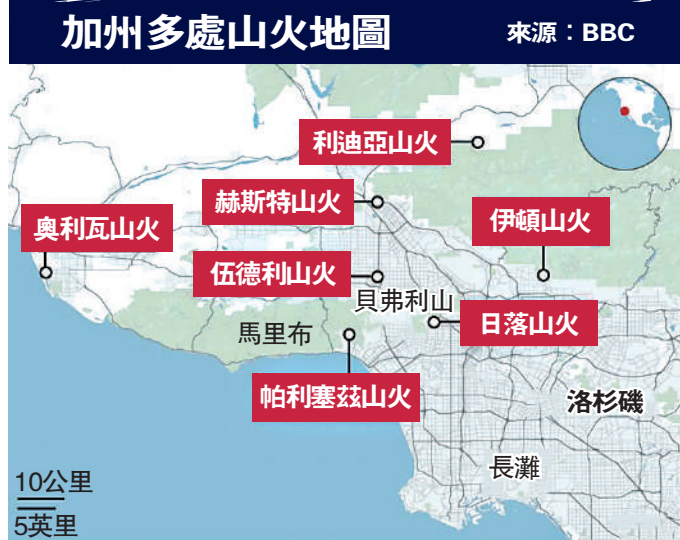 加州多處山火地圖
來源：BBC
利迪亞山火
赫斯特山火
伊頓山火
奧利瓦山火
伍德利山火
貝弗利山
日落山火
馬里布
帕利塞茲山火
洛杉磯
長灘
10公里
5英里